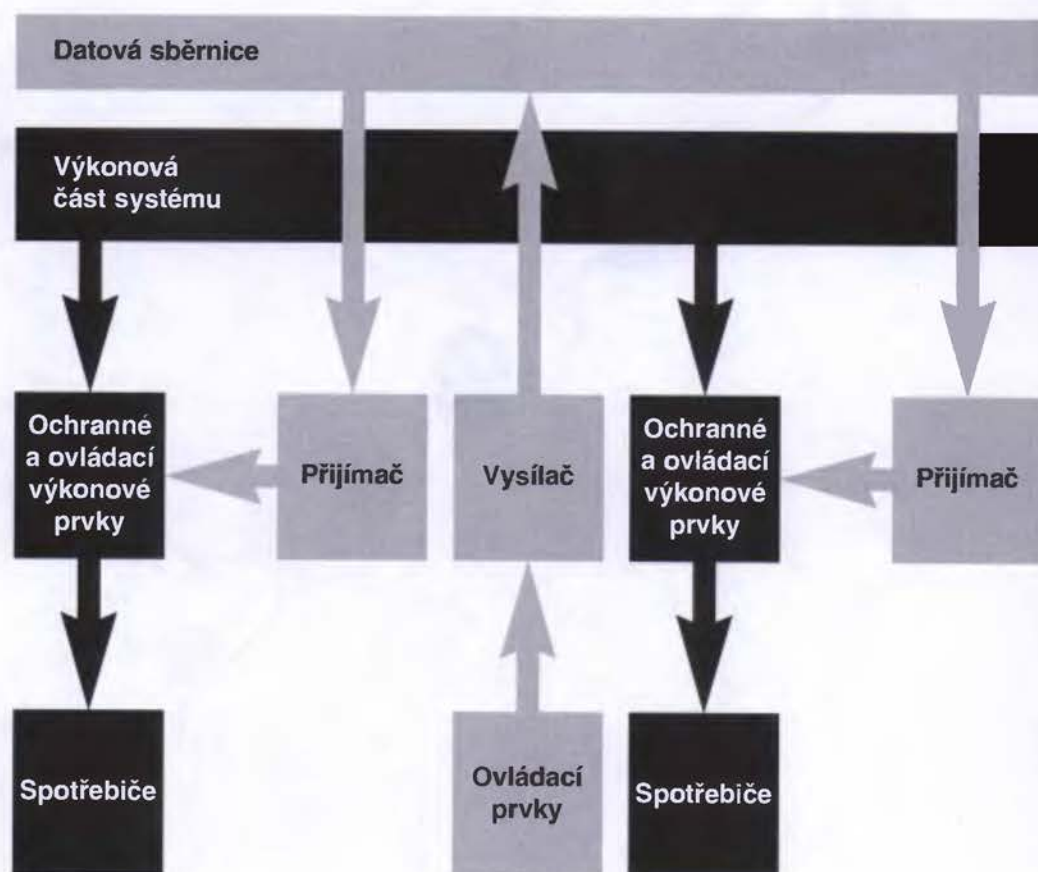 Datová sběrnice
Výkonová
část systému
Ochranné
a ovládací
výkonové
prvky
Přijímač
Vysílač
Ochranné
a ovládací
výkonové
prvky
Přijímač
Spotřebiče
Ovládací
prvky
Spotřebiče